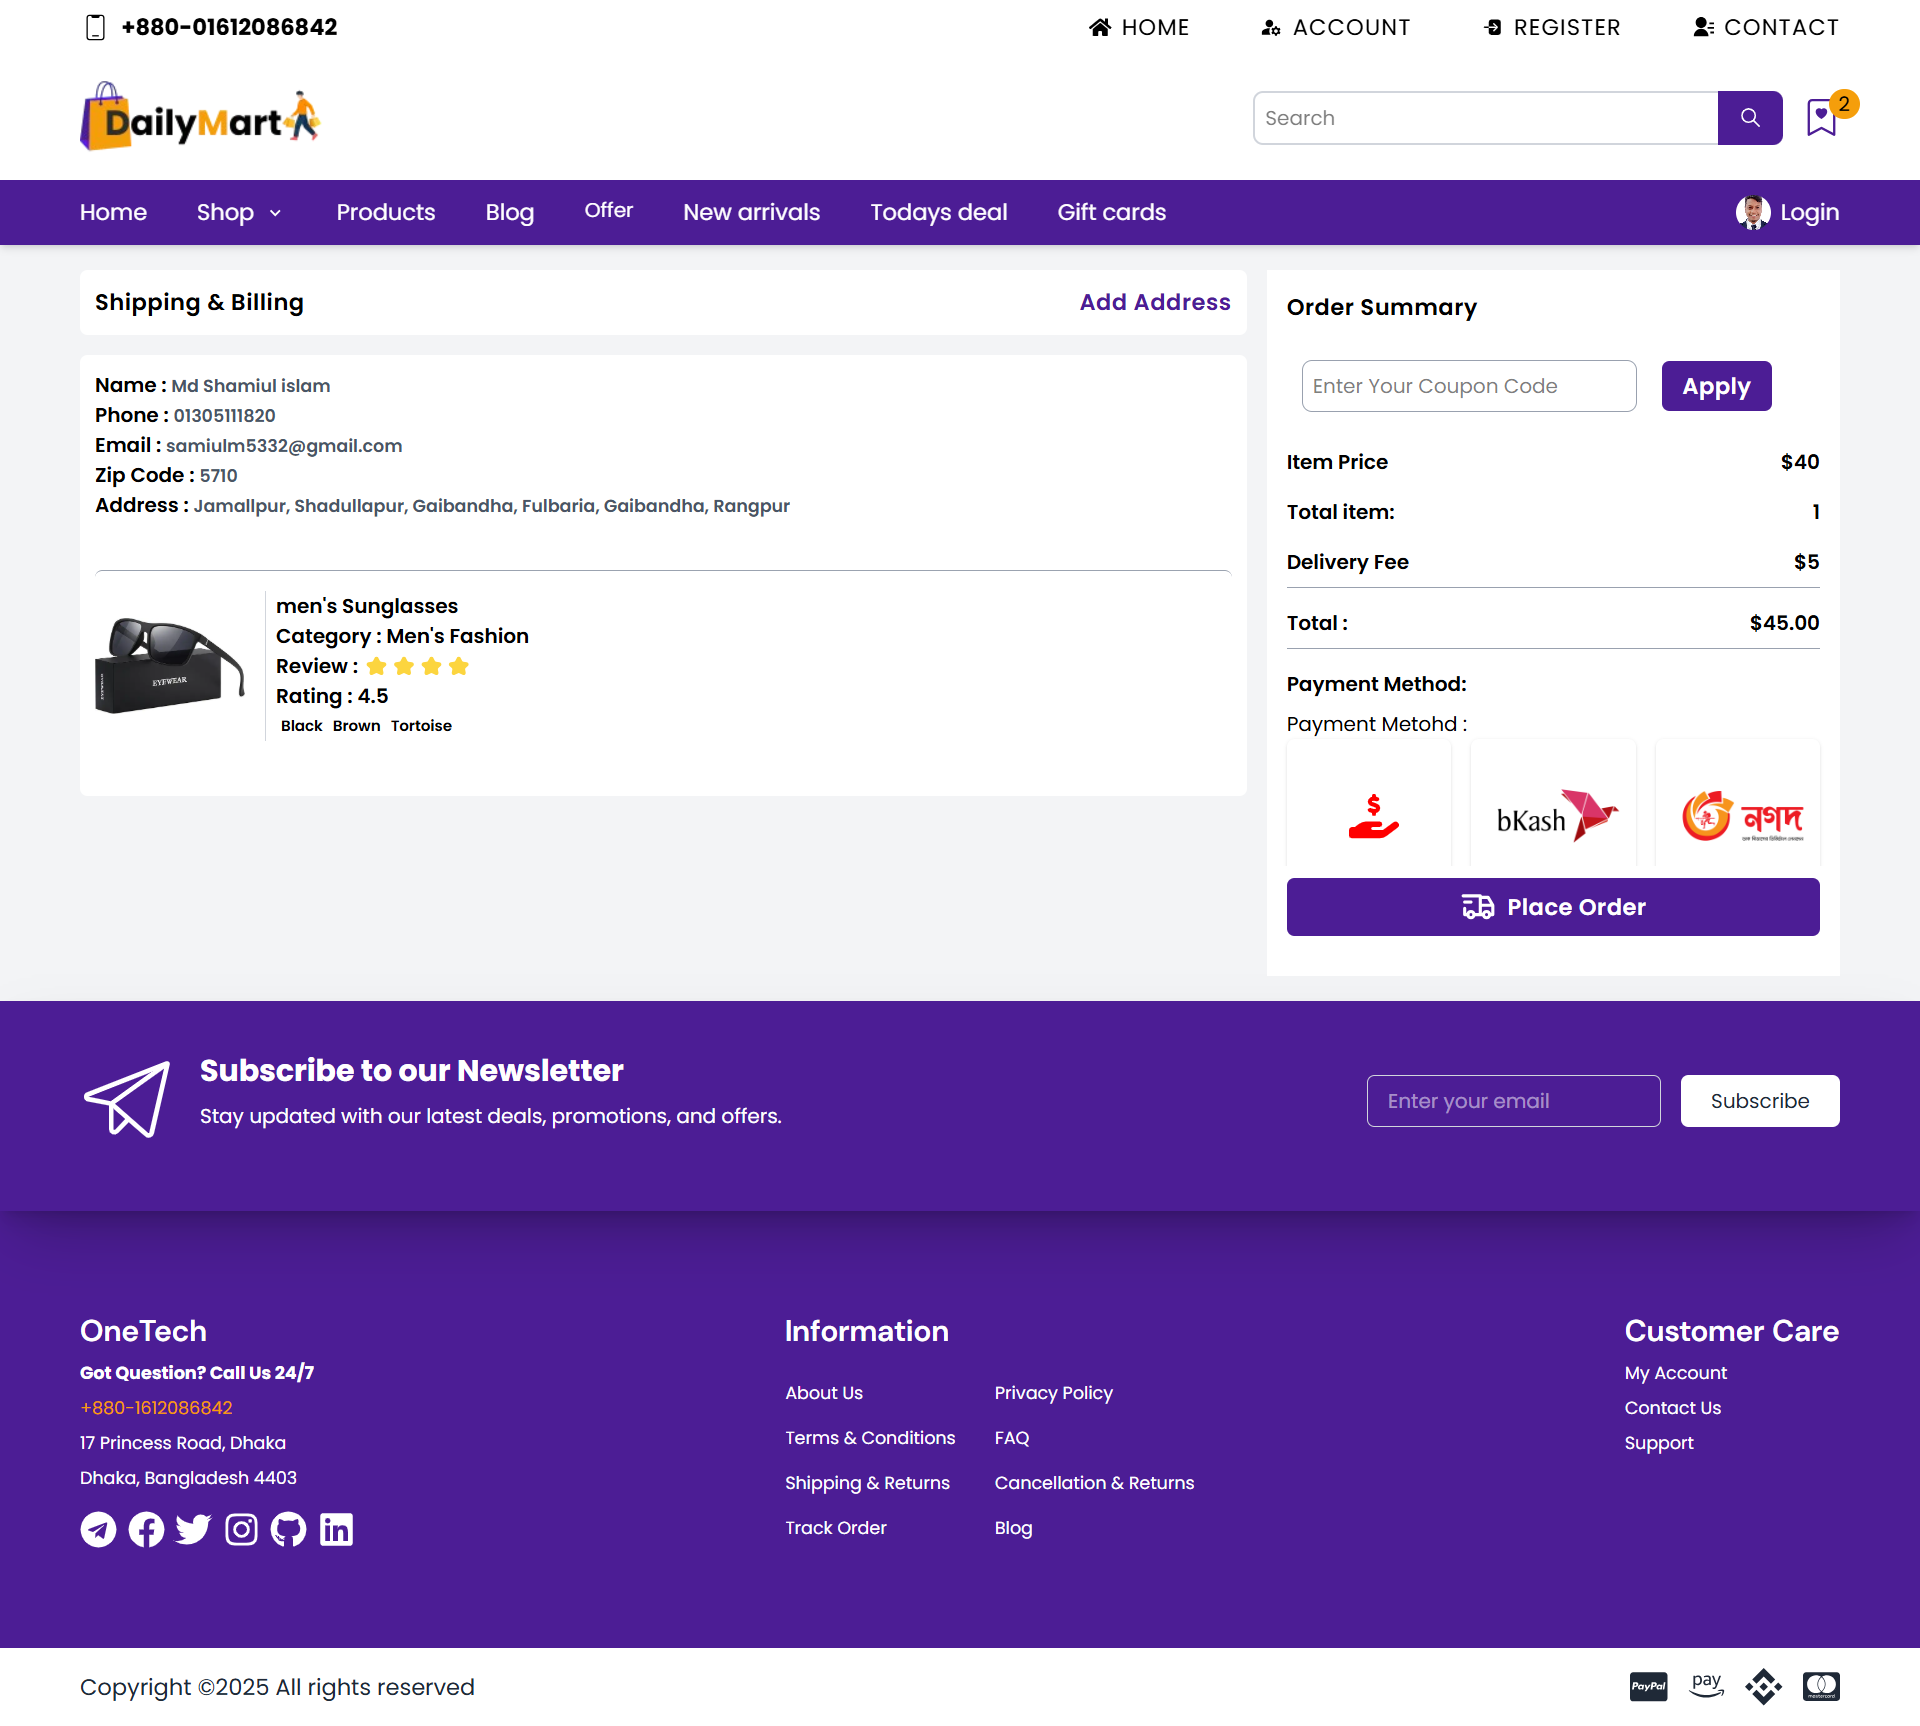 +880-01612086842
HOME
ACCOUNT
REGISTER
CONTACT
DailyMart
Search
2
Home
Shop
Products
Blog
Offer
New arrivals
Todays deal
Gift cards
Login
Shipping & Billing
Add Address
Name : Md Shamiul islam
Phone : 01305111820
Email : samiulm5332@gmail.com
Zip Code : 5710
Address : Jamallpur, Shadullapur, Gaibandha, Fulbaria, Gaibandha, Rangpur
EYEWEAR
men's Sunglasses
Category : Men's Fashion
Review :
Rating : 4.5
Black Brown Tortoise
Order Summary
Enter Your Coupon Code
Apply
Item Price $40
Total item: 1
Delivery Fee $5
Total : $45.00
Payment Method:
Payment Metohd :
bKash
নগদ
Place Order
Subscribe to our Newsletter
Stay updated with our latest deals, promotions, and offers.
Enter your email
Subscribe
OneTech
Got Question? Call Us 24/7
+880-1612086842
17 Princess Road, Dhaka
Dhaka, Bangladesh 4403
Information
About Us
Privacy Policy
Terms & Conditions
FAQ
Shipping & Returns
Cancellation & Returns
Track Order
Blog
Customer Care
My Account
Contact Us
Support
Copyright ©2025 All rights reserved
PayPal
pay
mastercard